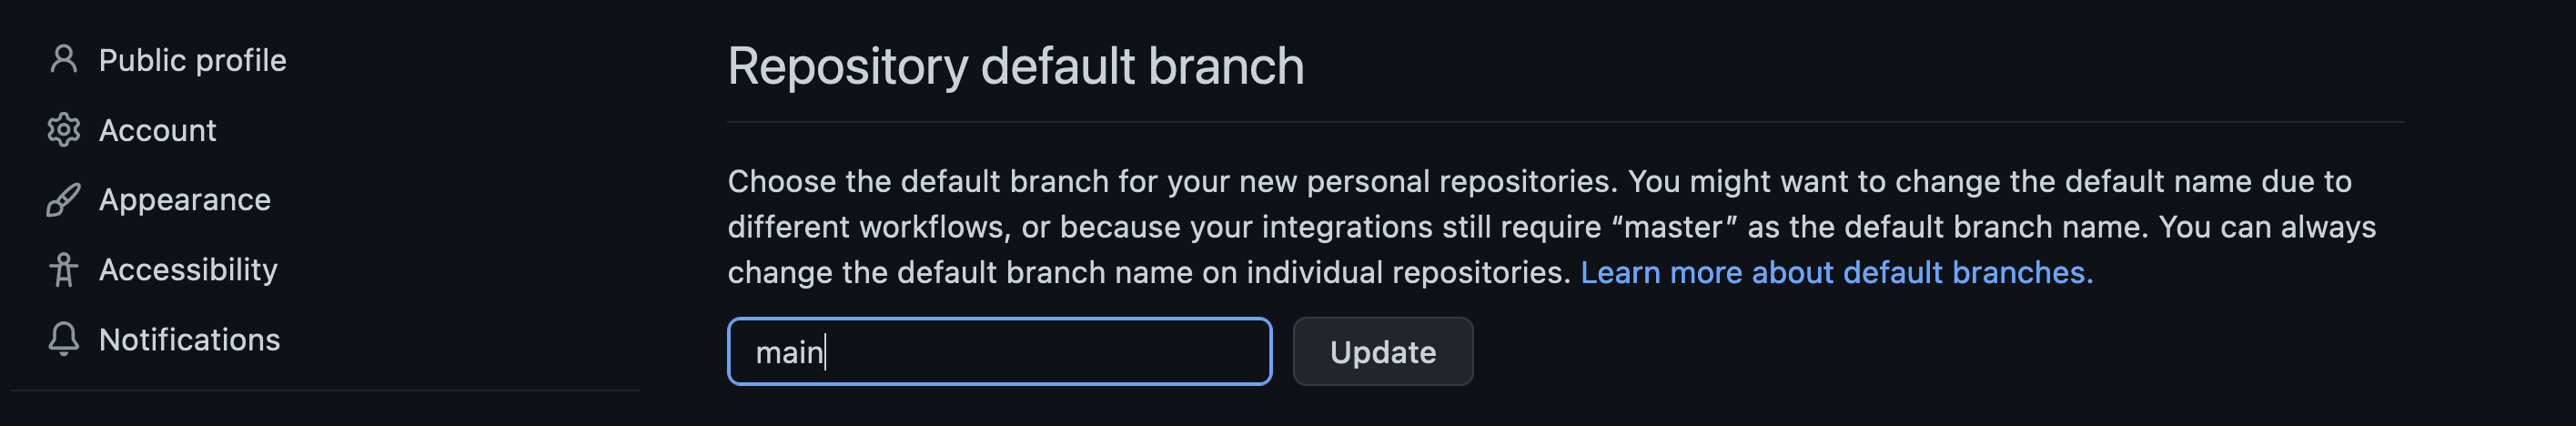 Public profile
Account
Appearance
Accessibility
Notifications
Repository default branch
Choose the default branch for your new personal repositories. You might want to change the default name due to
different workflows, or because your integrations still require “master” as the default branch name. You can always
change the default branch name on individual repositories. Learn more about default branches.
main
Update